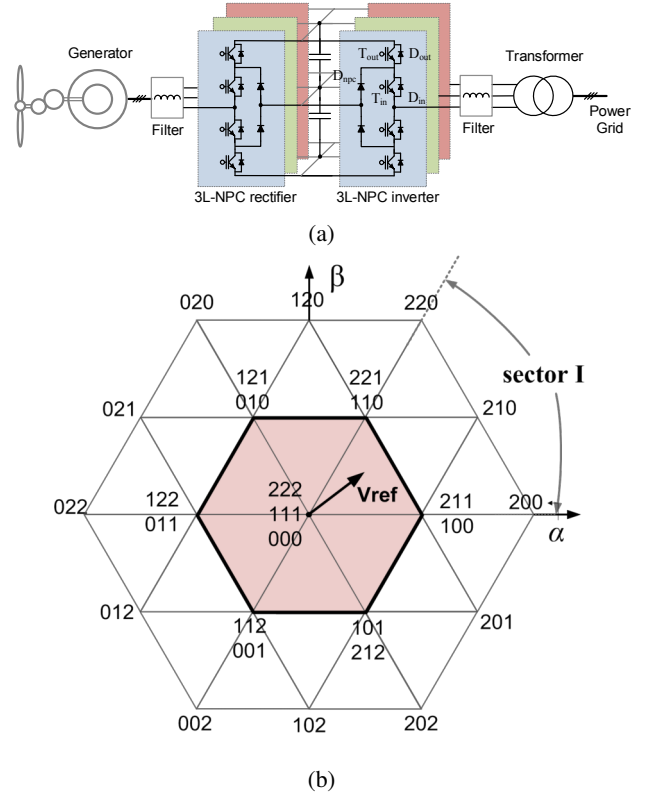 Generator
Filter
3L-NPC rectifier
Tout
Dout
Dnpc
Tin
Din
3L-NPC inverter
Filter
Transformer
Power
Grid
(a)
β
020
120
220
sector I
121
010
221
110
021
210
Vref
222
111
000
022
122
011
211
100
200
α
012
112
001
101
212
201
002
102
202
(b)